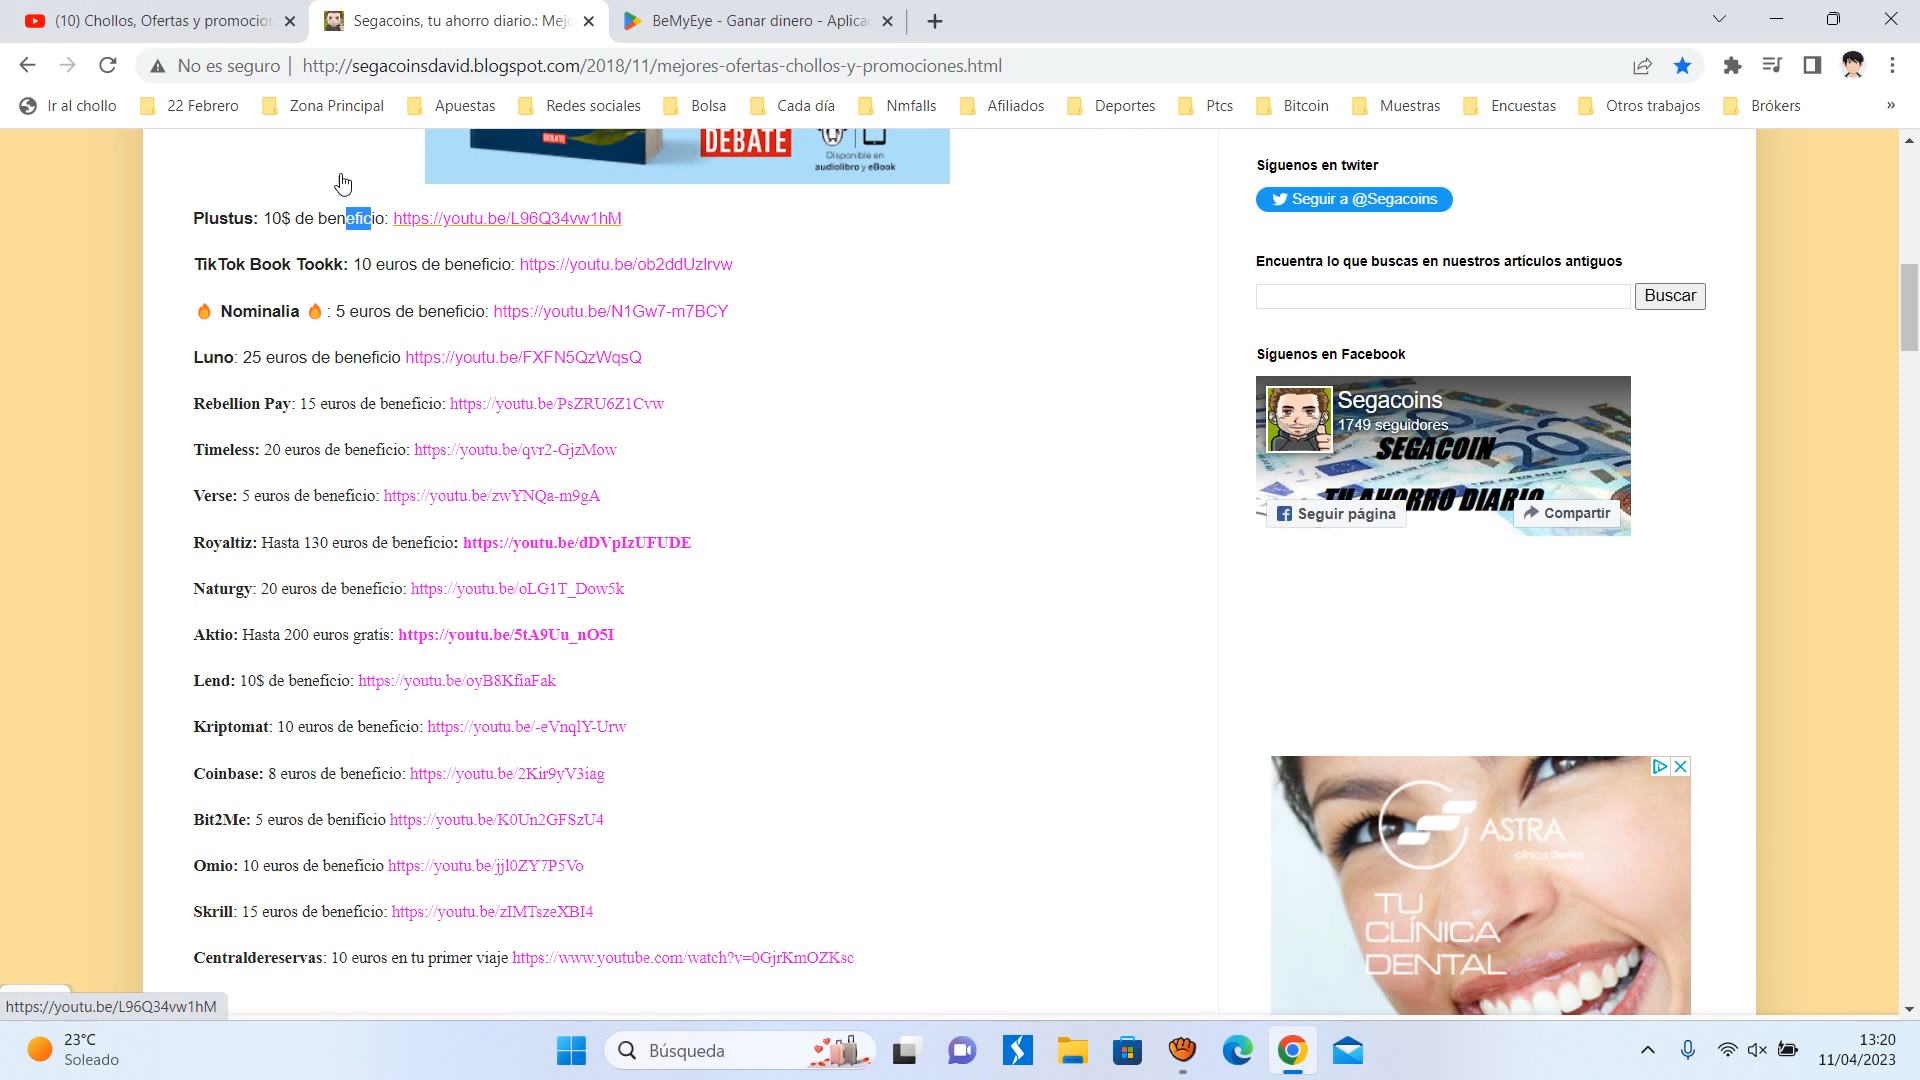 (10) Chollos, Ofertas y promocion
Segacoins, tu ahorro diario.: Mejo
BeMyEye - Ganar dinero - Aplica
No es seguro
http://segacoinsdavid.blogspot.com/2018/11/mejores-ofertas-chollos-y-promociones.html
Ir al chollo
22 Febrero
Zona Principal
Apuestas
Redes sociales
Bolsa
Cada día
Nmfalls
Afiliados
Deportes
Ptcs
Bitcoin
Muestras
Encuestas
Otros trabajos
Brókers
»
DEBATE
DEBATE
Disponible en
audiolibro y eBook
Plustus: 10$ de beneficio: https://youtu.be/L96Q34vw1hM
TikTok Book Tookk: 10 euros de beneficio: https://youtu.be/ob2ddUzlrvw
🔥 Nominalia 🔥 : 5 euros de beneficio: https://youtu.be/N1Gw7-m7BCY
Luno: 25 euros de beneficio https://youtu.be/FXFN5QzWqsQ
Rebellion Pay: 15 euros de beneficio: https://youtu.be/PsZRU6Z1Cvw
Timeless: 20 euros de beneficio: https://youtu.be/qvr2-GjzMow
Verse: 5 euros de beneficio: https://youtu.be/zwYNQa-m9gA
Royaltiz: Hasta 130 euros de beneficio: https://youtu.be/dDVpIzUFUDE
Naturgy: 20 euros de beneficio: https://youtu.be/oLG1T_Dow5k
Aktio: Hasta 200 euros gratis: https://youtu.be/5tA9Uu_nO5I
Lend: 10$ de beneficio: https://youtu.be/oyB8KfiaFak
Kriptomat: 10 euros de beneficio: https://youtu.be/-eVnqlY-Urw
Coinbase: 8 euros de beneficio: https://youtu.be/2Kir9yV3iag
Bit2Me: 5 euros de benificio https://youtu.be/K0Un2GFSzU4
Omio: 10 euros de beneficio https://youtu.be/jjl0ZY7P5Vo
Skrill: 15 euros de beneficio: https://youtu.be/zIMTszeXBI4
Centraldereservas: 10 euros en tu primer viaje https://www.youtube.com/watch?v=0GjrKmOZKsc
Síguenos en twiter
Seguir a @Segacoins
Encuentra lo que buscas en nuestros artículos antiguos
Buscar
Síguenos en Facebook
Segacoins
1749 seguidores
SEGACOIN
TU AHORRO DIARIO
Seguir página
Compartir
ASTRA
clínica dental
TU
CLÍNICA
DENTAL
https://youtu.be/L96Q34vw1hM
23°C
Soleado
Búsqueda
13:20
11/04/2023